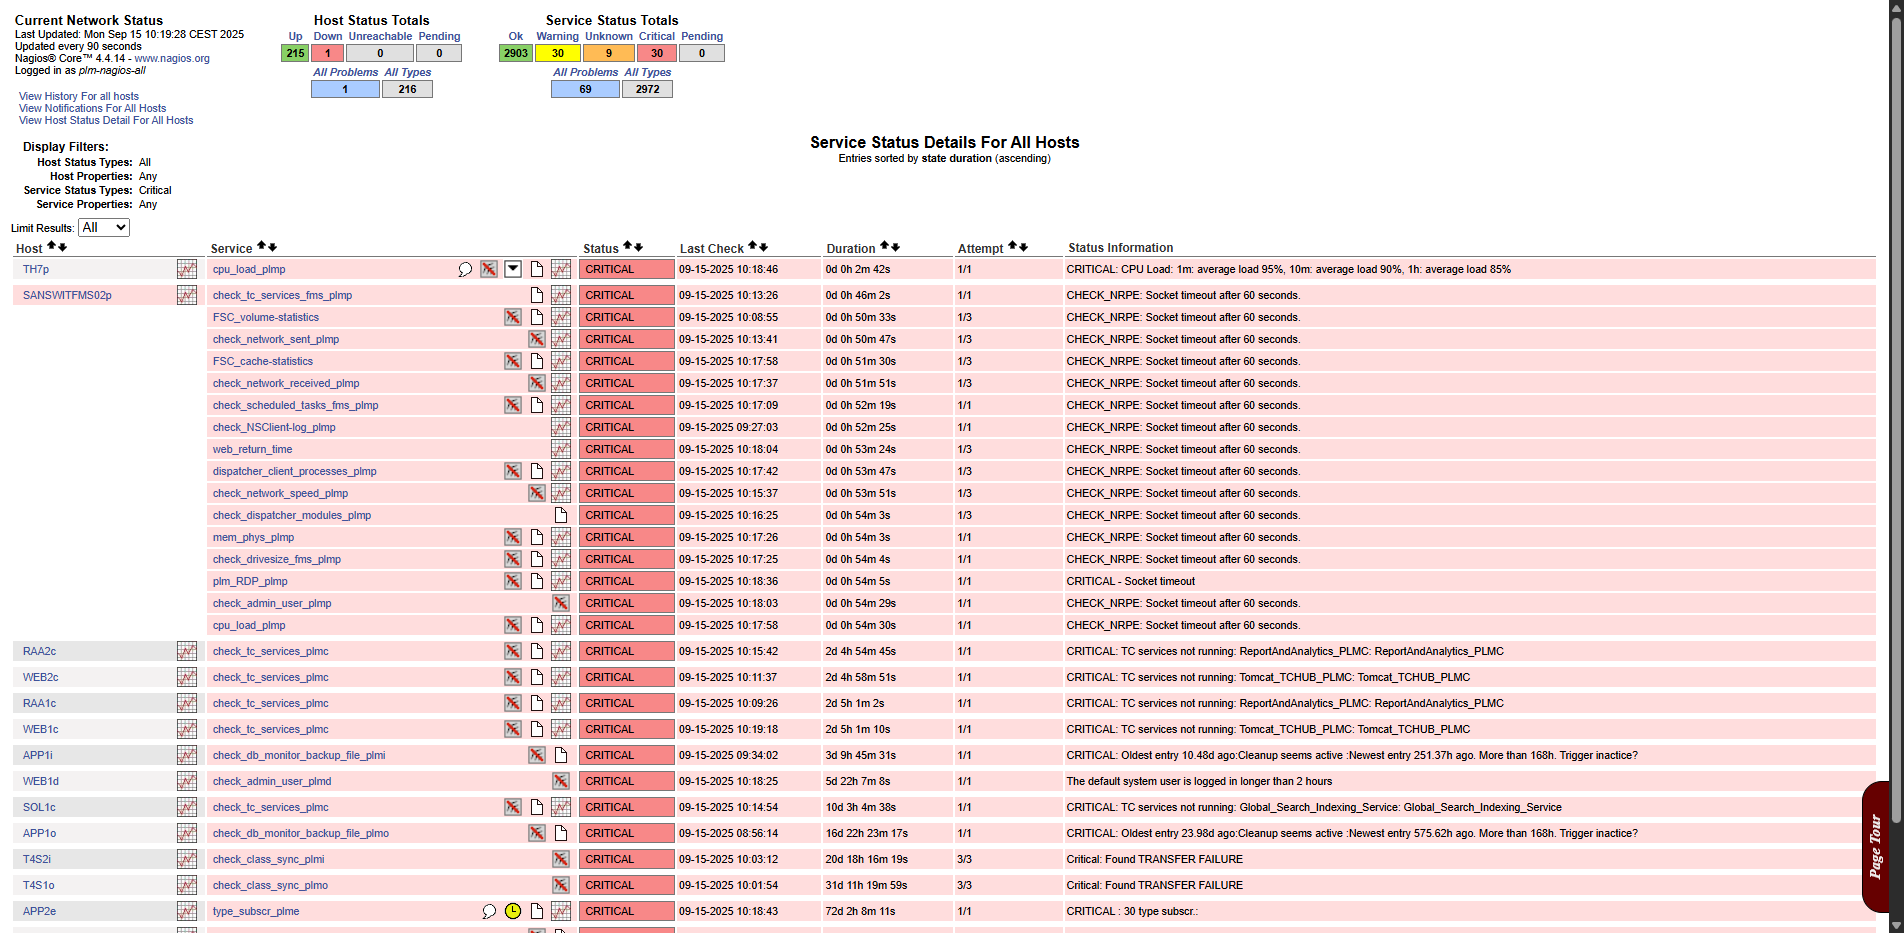 Current Network Status
Last Updated: Mon Sep 15 10:19:28 CEST 2025
Updated every 90 seconds
Nagios® Core™ 4.4.14 - www.nagios.org
Logged in as plm-nagios-all
View History For all hosts
View Notifications For All Hosts
View Host Status Detail For All Hosts
Host Status Totals
Up Down Unreachable Pending
215 1 0 0
All Problems All Types
1 216
Service Status Totals
Ok Warning Unknown Critical Pending
2903 30 9 30 0
All Problems All Types
69 2972
Display Filters:
Host Status Types: All
Host Properties: Any
Service Status Types: Critical
Service Properties: Any
Service Status Details For All Hosts
Entries sorted by state duration (ascending)
Limit Results: All
Host Service Status Last Check Duration Attempt Status Information
TH7p cpu_load_plmp CRITICAL 09-15-2025 10:18:46 0d 0h 2m 42s 1/1 CRITICAL: CPU Load: 1m: average load 95%, 10m: average load 90%, 1h: average load 85%
SANSWITFMS02p check_tc_services_fms_plmp CRITICAL 09-15-2025 10:13:26 0d 0h 46m 2s 1/1 CHECK_NRPE: Socket timeout after 60 seconds.
FSC_volume-statistics CRITICAL 09-15-2025 10:08:55 0d 0h 50m 33s 1/3 CHECK_NRPE: Socket timeout after 60 seconds.
check_network_sent_plmp CRITICAL 09-15-2025 10:13:41 0d 0h 50m 47s 1/3 CHECK_NRPE: Socket timeout after 60 seconds.
FSC_cache-statistics CRITICAL 09-15-2025 10:17:58 0d 0h 51m 30s 1/3 CHECK_NRPE: Socket timeout after 60 seconds.
check_network_received_plmp CRITICAL 09-15-2025 10:17:37 0d 0h 51m 51s 1/3 CHECK_NRPE: Socket timeout after 60 seconds.
check_scheduled_tasks_fms_plmp CRITICAL 09-15-2025 10:17:09 0d 0h 52m 19s 1/1 CHECK_NRPE: Socket timeout after 60 seconds.
check_NSClient-log_plmp CRITICAL 09-15-2025 09:27:03 0d 0h 52m 25s 1/1 CHECK_NRPE: Socket timeout after 60 seconds.
web_return_time CRITICAL 09-15-2025 10:18:04 0d 0h 53m 24s 1/3 CHECK_NRPE: Socket timeout after 60 seconds.
dispatcher_client_processes_plmp CRITICAL 09-15-2025 10:17:42 0d 0h 53m 47s 1/3 CHECK_NRPE: Socket timeout after 60 seconds.
check_network_speed_plmp CRITICAL 09-15-2025 10:15:37 0d 0h 53m 51s 1/3 CHECK_NRPE: Socket timeout after 60 seconds.
check_dispatcher_modules_plmp CRITICAL 09-15-2025 10:16:25 0d 0h 54m 3s 1/3 CHECK_NRPE: Socket timeout after 60 seconds.
mem_phys_plmp CRITICAL 09-15-2025 10:17:26 0d 0h 54m 3s 1/1 CHECK_NRPE: Socket timeout after 60 seconds.
check_drivesize_fms_plmp CRITICAL 09-15-2025 10:17:25 0d 0h 54m 4s 1/1 CHECK_NRPE: Socket timeout after 60 seconds.
plm_RDP_plmp CRITICAL 09-15-2025 10:18:36 0d 0h 54m 5s 1/1 CRITICAL - Socket timeout
check_admin_user_plmp CRITICAL 09-15-2025 10:18:03 0d 0h 54m 29s 1/1 CHECK_NRPE: Socket timeout after 60 seconds.
cpu_load_plmp CRITICAL 09-15-2025 10:17:58 0d 0h 54m 30s 1/1 CHECK_NRPE: Socket timeout after 60 seconds.
RAA2c check_tc_services_plmc CRITICAL 09-15-2025 10:15:42 2d 4h 54m 45s 1/1 CRITICAL: TC services not running: ReportAndAnalytics_PLMC: ReportAndAnalytics_PLMC
WEB2c check_tc_services_plmc CRITICAL 09-15-2025 10:11:37 2d 4h 58m 51s 1/1 CRITICAL: TC services not running: Tomcat_TCHUB_PLMC: Tomcat_TCHUB_PLMC
RAA1c check_tc_services_plmc CRITICAL 09-15-2025 10:09:26 2d 5h 1m 2s 1/1 CRITICAL: TC services not running: ReportAndAnalytics_PLMC: ReportAndAnalytics_PLMC
WEB1c check_tc_services_plmc CRITICAL 09-15-2025 10:19:18 2d 5h 1m 10s 1/1 CRITICAL: TC services not running: Tomcat_TCHUB_PLMC: Tomcat_TCHUB_PLMC
APP1i check_db_monitor_backup_file_plmi CRITICAL 09-15-2025 09:34:02 3d 9h 45m 31s 1/1 CRITICAL: Oldest entry 10.48d ago:Cleanup seems active :Newest entry 251.37h ago. More than 168h. Trigger inactice?
WEB1d check_admin_user_plmd CRITICAL 09-15-2025 10:18:25 5d 22h 7m 8s 1/1 The default system user is logged in longer than 2 hours
SOL1c check_tc_services_plmc CRITICAL 09-15-2025 10:14:54 10d 3h 4m 38s 1/1 CRITICAL: TC services not running: Global_Search_Indexing_Service: Global_Search_Indexing_Service
APP1o check_db_monitor_backup_file_plmo CRITICAL 09-15-2025 08:56:14 16d 22h 23m 17s 1/1 CRITICAL: Oldest entry 23.98d ago:Cleanup seems active :Newest entry 575.62h ago. More than 168h. Trigger inactice?
T4S2i check_class_sync_plmi CRITICAL 09-15-2025 10:03:12 20d 18h 16m 19s 3/3 Critical: Found TRANSFER FAILURE
T4S1o check_class_sync_plmo CRITICAL 09-15-2025 10:01:54 31d 11h 19m 59s 3/3 Critical: Found TRANSFER FAILURE
APP2e type_subscr_plme CRITICAL 09-15-2025 10:18:43 72d 2h 8m 11s 1/1 CRITICAL : 30 type subscr.:
Page Tour